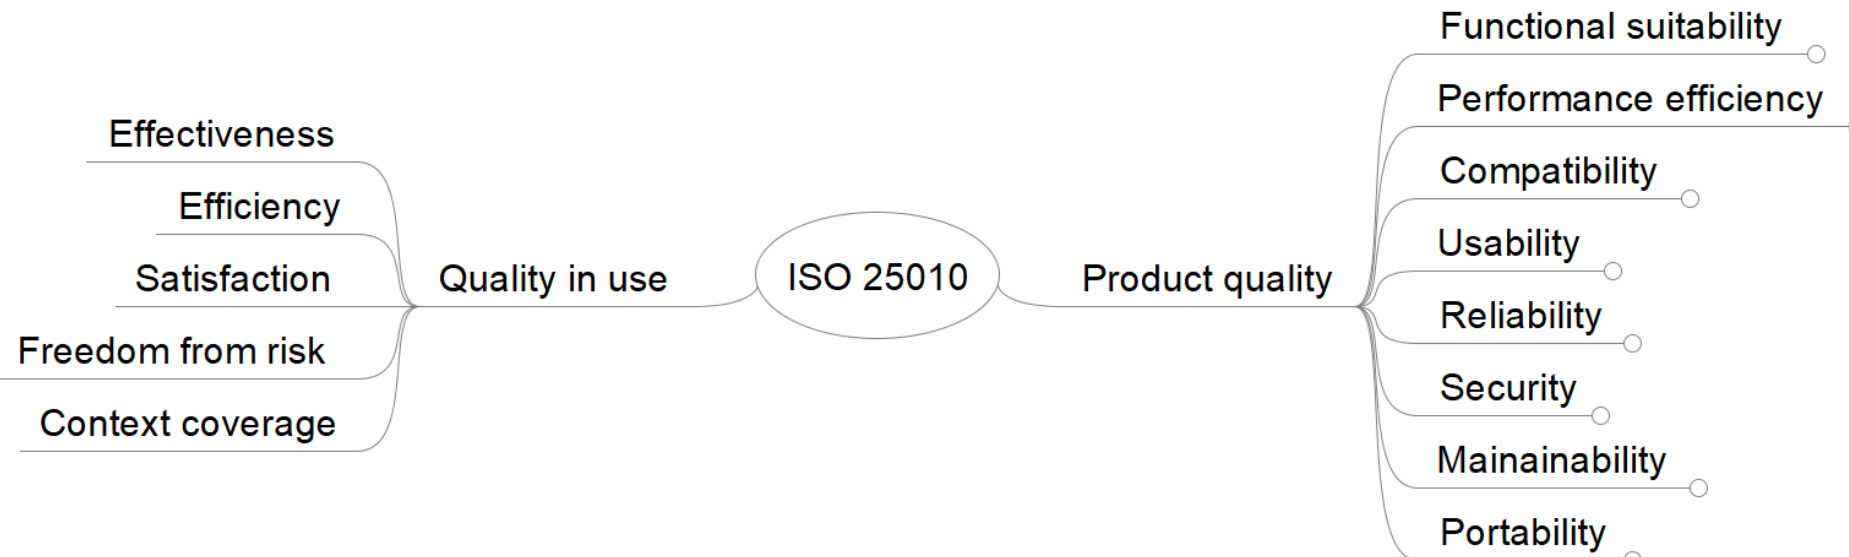 Effectiveness
Efficiency
Satisfaction
Freedom from risk
Context coverage
Quality in use
ISO 25010
Product quality
Functional suitability
Performance efficiency
Compatibility
Usability
Reliability
Security
Mainainability
Portability